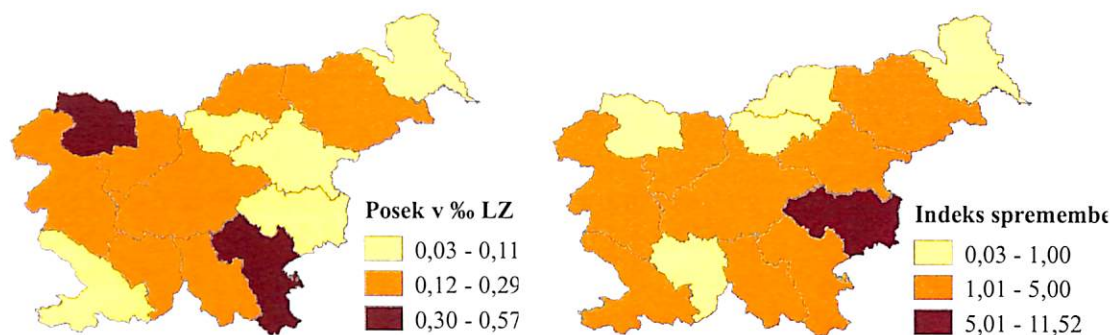 Posek v ‰ LZ
0,03 - 0,11
0,12 - 0,29
0,30 - 0,57
Indeks spremembe
0,03 - 1,00
1,01 - 5,00
5,01 - 11,52